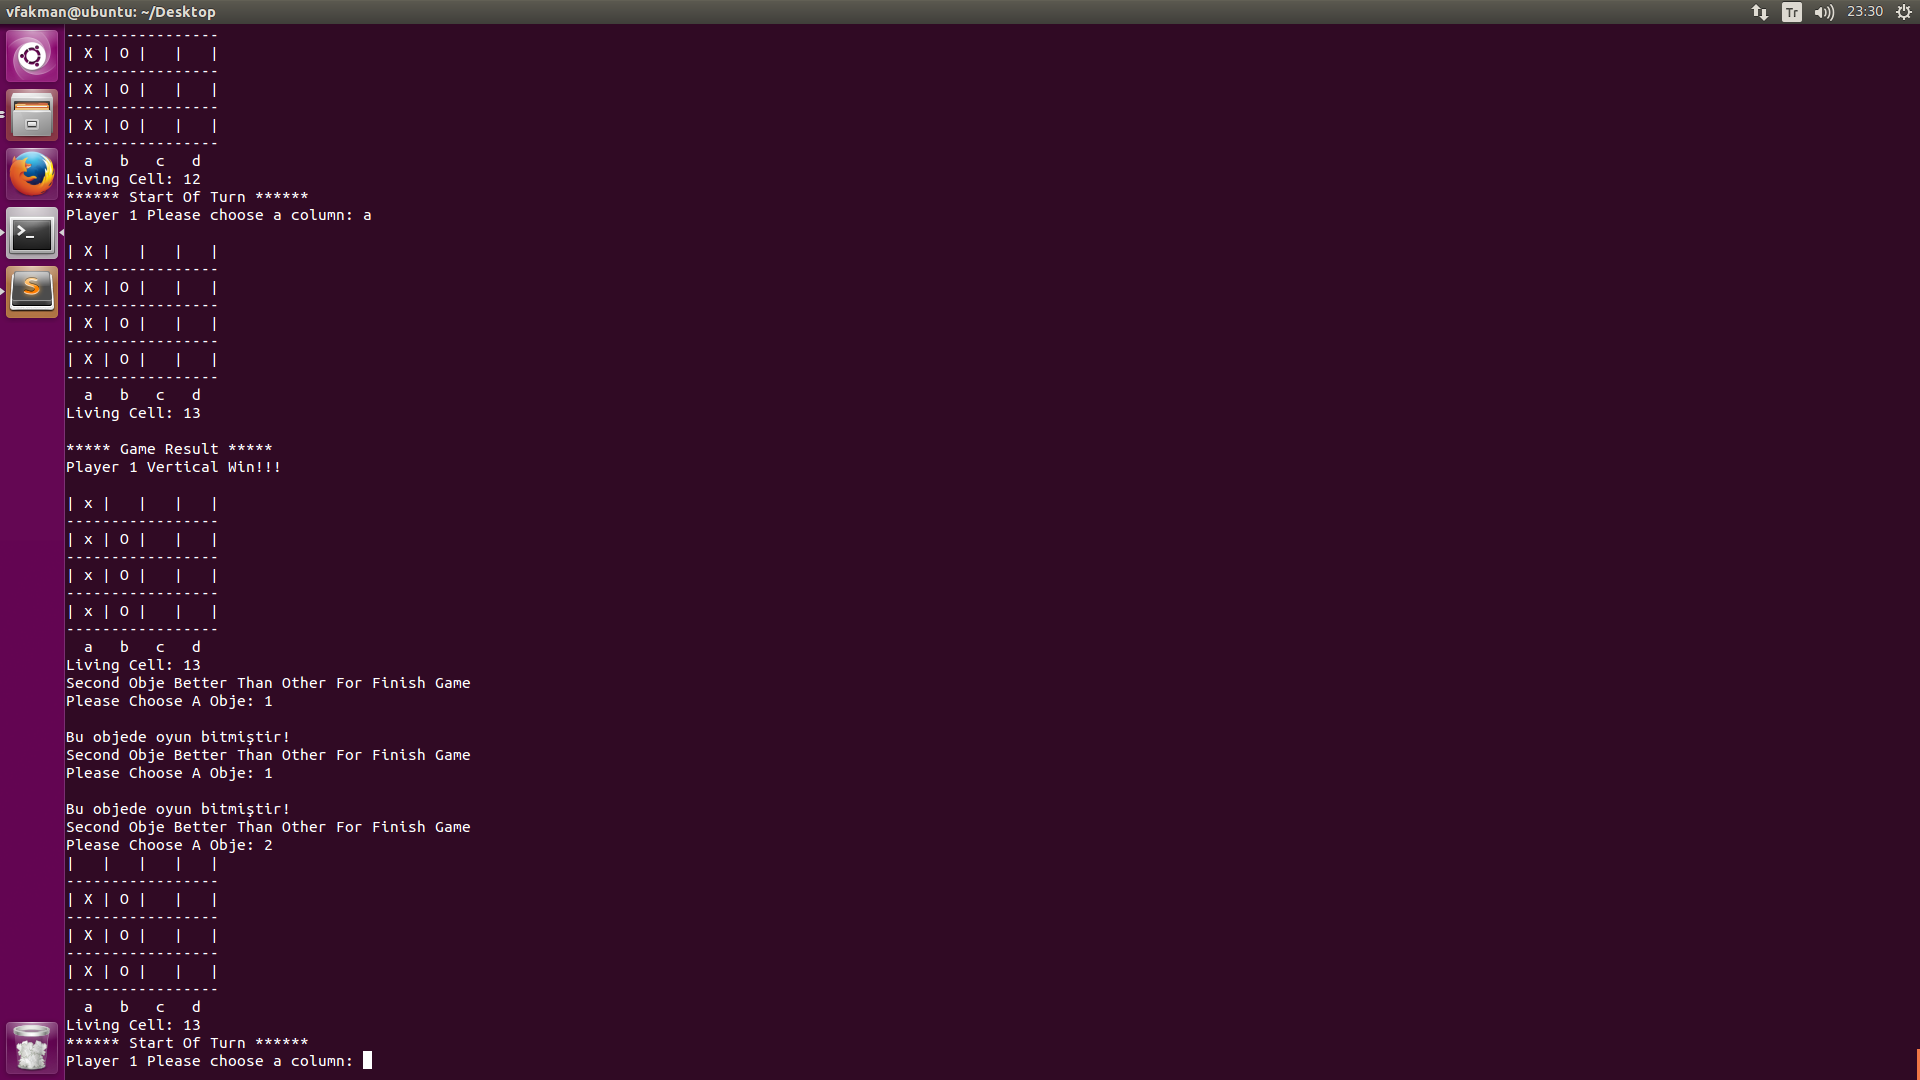 vfakman@ubuntu: ~/Desktop
Tr
23:30
-----------------
| X | O |   |   |
-----------------
| X | O |   |   |
-----------------
| X | O |   |   |
-----------------
  a   b   c   d
Living Cell: 12
****** Start Of Turn ******
Player 1 Please choose a column: a
| X |   |   |   |
-----------------
| X | O |   |   |
-----------------
| X | O |   |   |
-----------------
| X | O |   |   |
-----------------
  a   b   c   d
Living Cell: 13
***** Game Result *****
Player 1 Vertical Win!!!
| x |   |   |   |
-----------------
| x | O |   |   |
-----------------
| x | O |   |   |
-----------------
| x | O |   |   |
-----------------
  a   b   c   d
Living Cell: 13
Second Obje Better Than Other For Finish Game
Please Choose A Obje: 1
Bu objede oyun bitmiştir!
Second Obje Better Than Other For Finish Game
Please Choose A Obje: 1
Bu objede oyun bitmiştir!
Second Obje Better Than Other For Finish Game
Please Choose A Obje: 2
|   |   |   |   |
-----------------
| X | O |   |   |
-----------------
| X | O |   |   |
-----------------
| X | O |   |   |
-----------------
  a   b   c   d
Living Cell: 13
****** Start Of Turn ******
Player 1 Please choose a column: